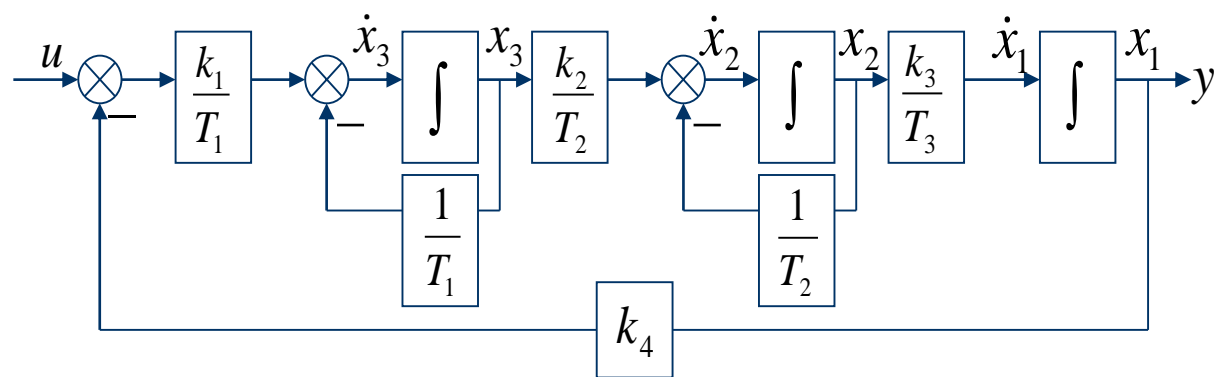 u − k₁/T₁ ẋ₃ − ∫ x₃ k₂/T₂ ẋ₂ − ∫ x₂ k₃/T₃ ẋ₁ ∫ x₁ y
1/T₁ 1/T₂
k₄